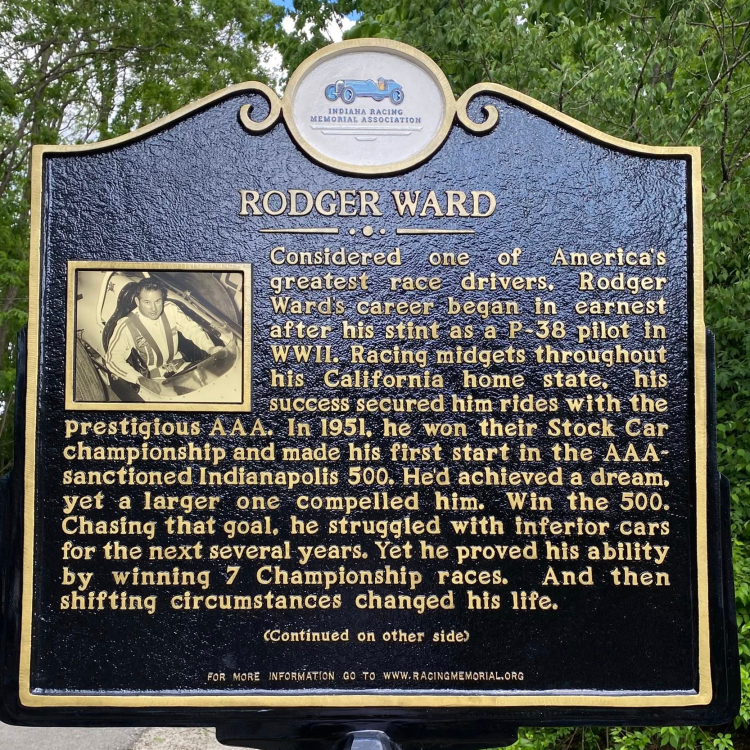 INDIANA RACING
MEMORIAL ASSOCIATION
RODGER WARD
Considered one of America's
greatest race drivers, Rodger
Ward's career began in earnest
after his stint as a P-38 pilot in
WWII. Racing midgets throughout
his California home state, his
success secured him rides with the
prestigious AAA. In 1951, he won their Stock Car
championship and made his first start in the AAA-
sanctioned Indianapolis 500. He'd achieved a dream,
yet a larger one compelled him. Win the 500.
Chasing that goal, he struggled with inferior cars
for the next several years. Yet he proved his ability
by winning 7 Championship races. And then
shifting circumstances changed his life.
(Continued on other side)
FOR MORE INFORMATION GO TO WWW.RACINGMEMORIAL.ORG